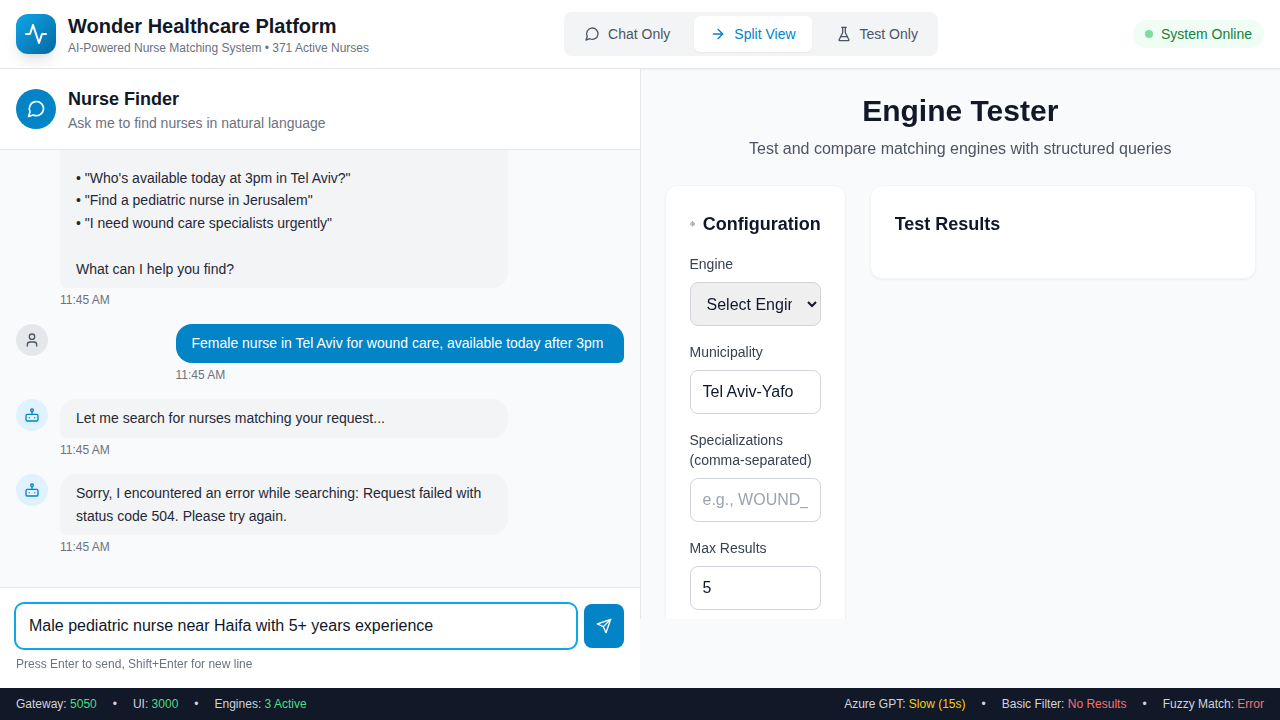 Wonder Healthcare Platform
AI-Powered Nurse Matching System • 371 Active Nurses
Chat Only
Split View
Test Only
System Online
Nurse Finder
Ask me to find nurses in natural language
• "Who's available today at 3pm in Tel Aviv?"
• "Find a pediatric nurse in Jerusalem"
• "I need wound care specialists urgently"
What can I help you find?
11:45 AM
Female nurse in Tel Aviv for wound care, available today after 3pm
11:45 AM
Let me search for nurses matching your request...
11:45 AM
Sorry, I encountered an error while searching: Request failed with
status code 504. Please try again.
11:45 AM
Male pediatric nurse near Haifa with 5+ years experience
Press Enter to send, Shift+Enter for new line
Engine Tester
Test and compare matching engines with structured queries
Configuration
Engine
Select Engin
Municipality
Tel Aviv-Yafo
Specializations
(comma-separated)
e.g., WOUND_
Max Results
5
Test Results
Gateway: 5050 • UI: 3000 • Engines: 3 Active
Azure GPT: Slow (15s) • Basic Filter: No Results • Fuzzy Match: Error